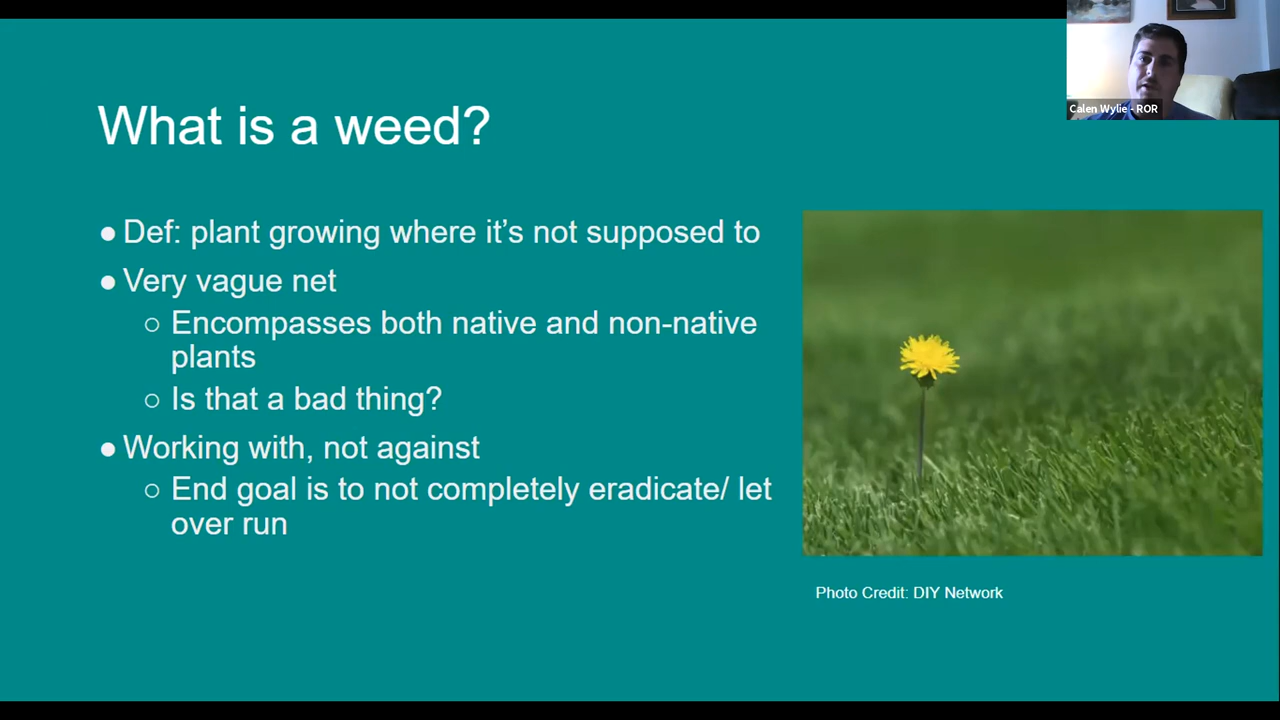 Calen Wylie - ROR
What is a weed?
● Def: plant growing where it's not supposed to
● Very vague net
○ Encompasses both native and non-native
plants
○ Is that a bad thing?
● Working with, not against
○ End goal is to not completely eradicate/ let
over run
Photo Credit: DIY Network